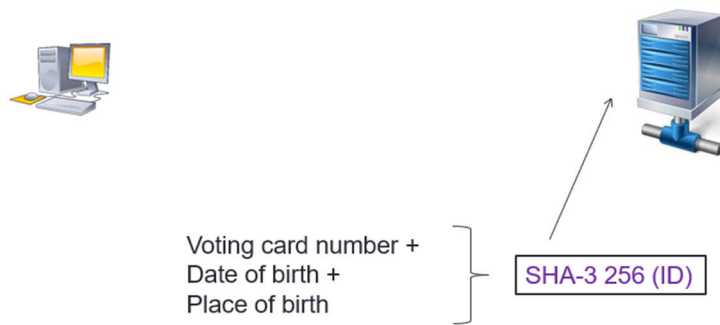 Voting card number +
Date of birth +
Place of birth
SHA-3 256 (ID)